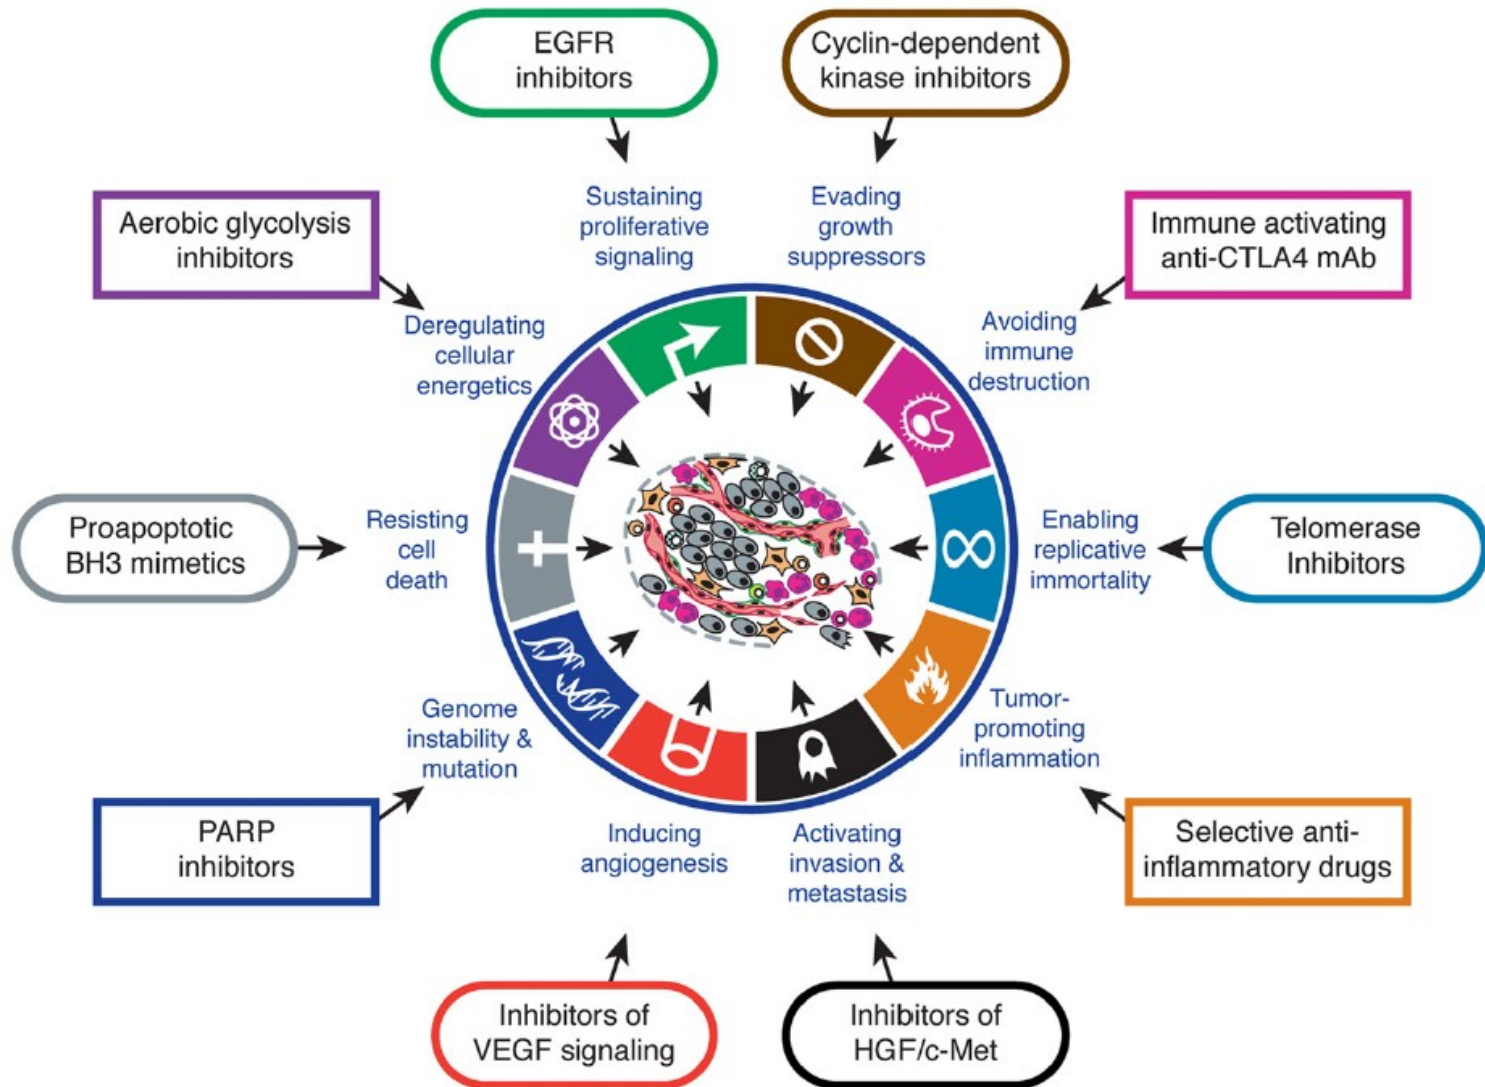 EGFR
inhibitors
Cyclin-dependent
kinase inhibitors
Sustaining
proliferative
signaling
Evading
growth
suppressors
Aerobic glycolysis
inhibitors
Immune activating
anti-CTLA4 mAb
Deregulating
cellular
energetics
Avoiding
immune
destruction
Proapoptotic
BH3 mimetics
Resisting
cell
death
Enabling
replicative
immortality
Telomerase
Inhibitors
Genome
instability &
mutation
Tumor-
promoting
inflammation
PARP
inhibitors
Inducing
angiogenesis
Activating
invasion &
metastasis
Selective anti-
inflammatory drugs
Inhibitors of
VEGF signaling
Inhibitors of
HGF/c-Met